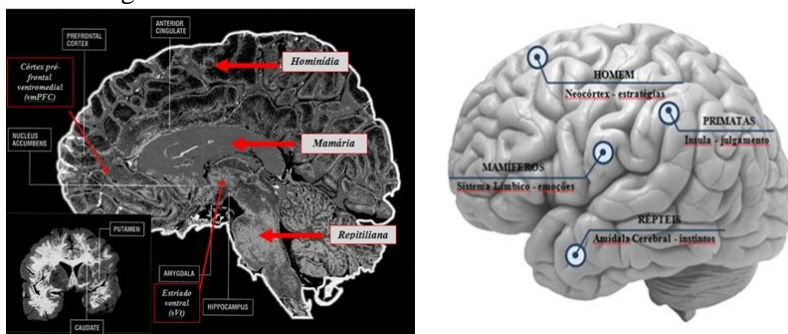 PREFRONTAL
CORTEX
ANTERIOR
CINGULATE
Córtex pré-
frontal
ventromedial
(vmPFC)
Hominídia
NUCLEUS
ACCUMBENS
Mamária
PUTAMEN
Repitiliana
AMYGDALA
Estriado
ventral
(sVt)
HIPPOCAMPUS
CAUDATE
HOMEM
Neocórtex - estratégias
PRIMATAS
Insula - julgamento
MAMÍFEROS
Sistema Límbico - emoções
RÉPTEIS
Amídala Cerebral - instintos